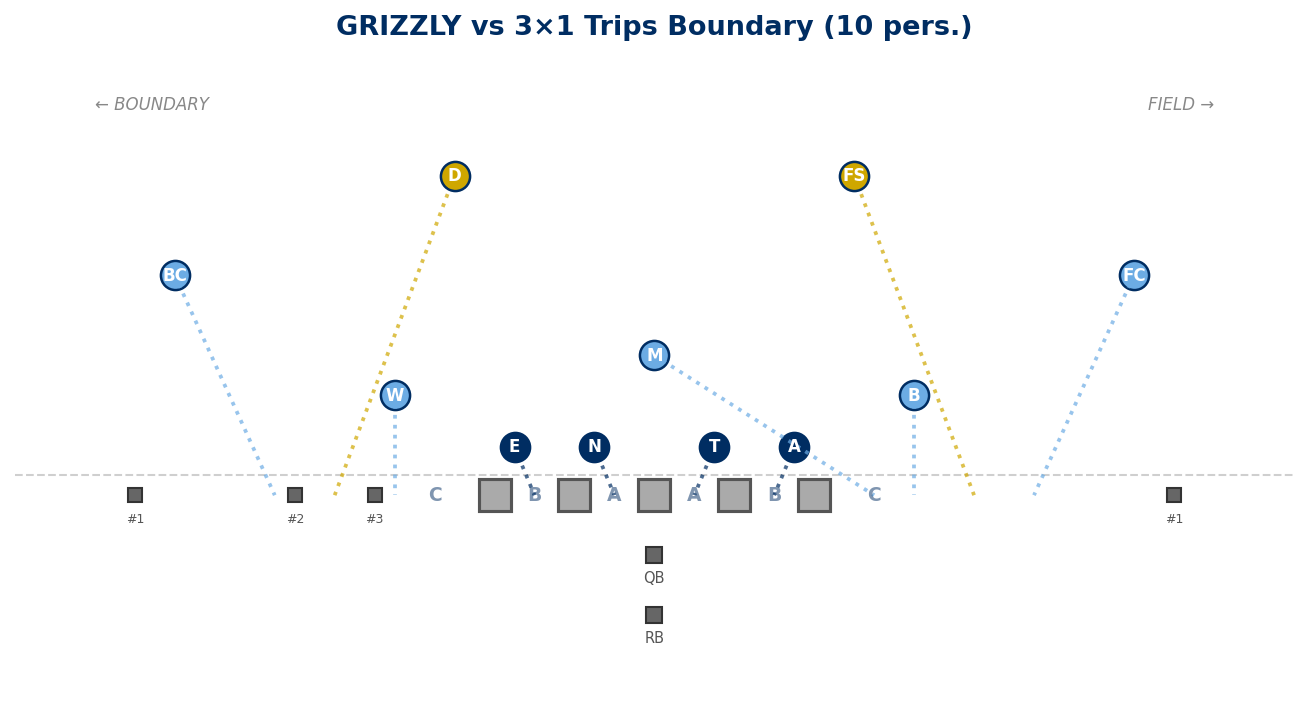 GRIZZLY vs 3×1 Trips Boundary (10 pers.)
← BOUNDARY
FIELD →
D
FS
BC
FC
M
W
B
E
N
T
A
C
B
A
A
B
C
#1
#2
#3
#1
QB
RB